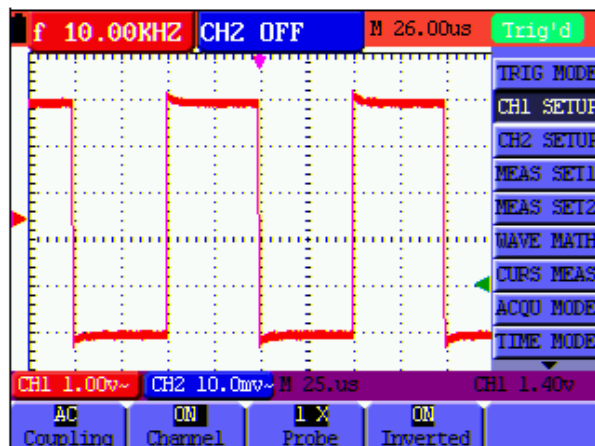 f 10.00KHZ CH2 OFF M 26.00us Trig'd
TRIG MODE
CH1 SETUP
CH2 SETUP
MEAS SET1
MEAS SET2
WAVE MATH
CURS MEAS
ACQU MODE
TIME MODE
CH1 1.00v~ CH2 10.0mv~ M 25.us CH1 1.40v
AC ON 1 X ON
Coupling Channel Probe Inverted